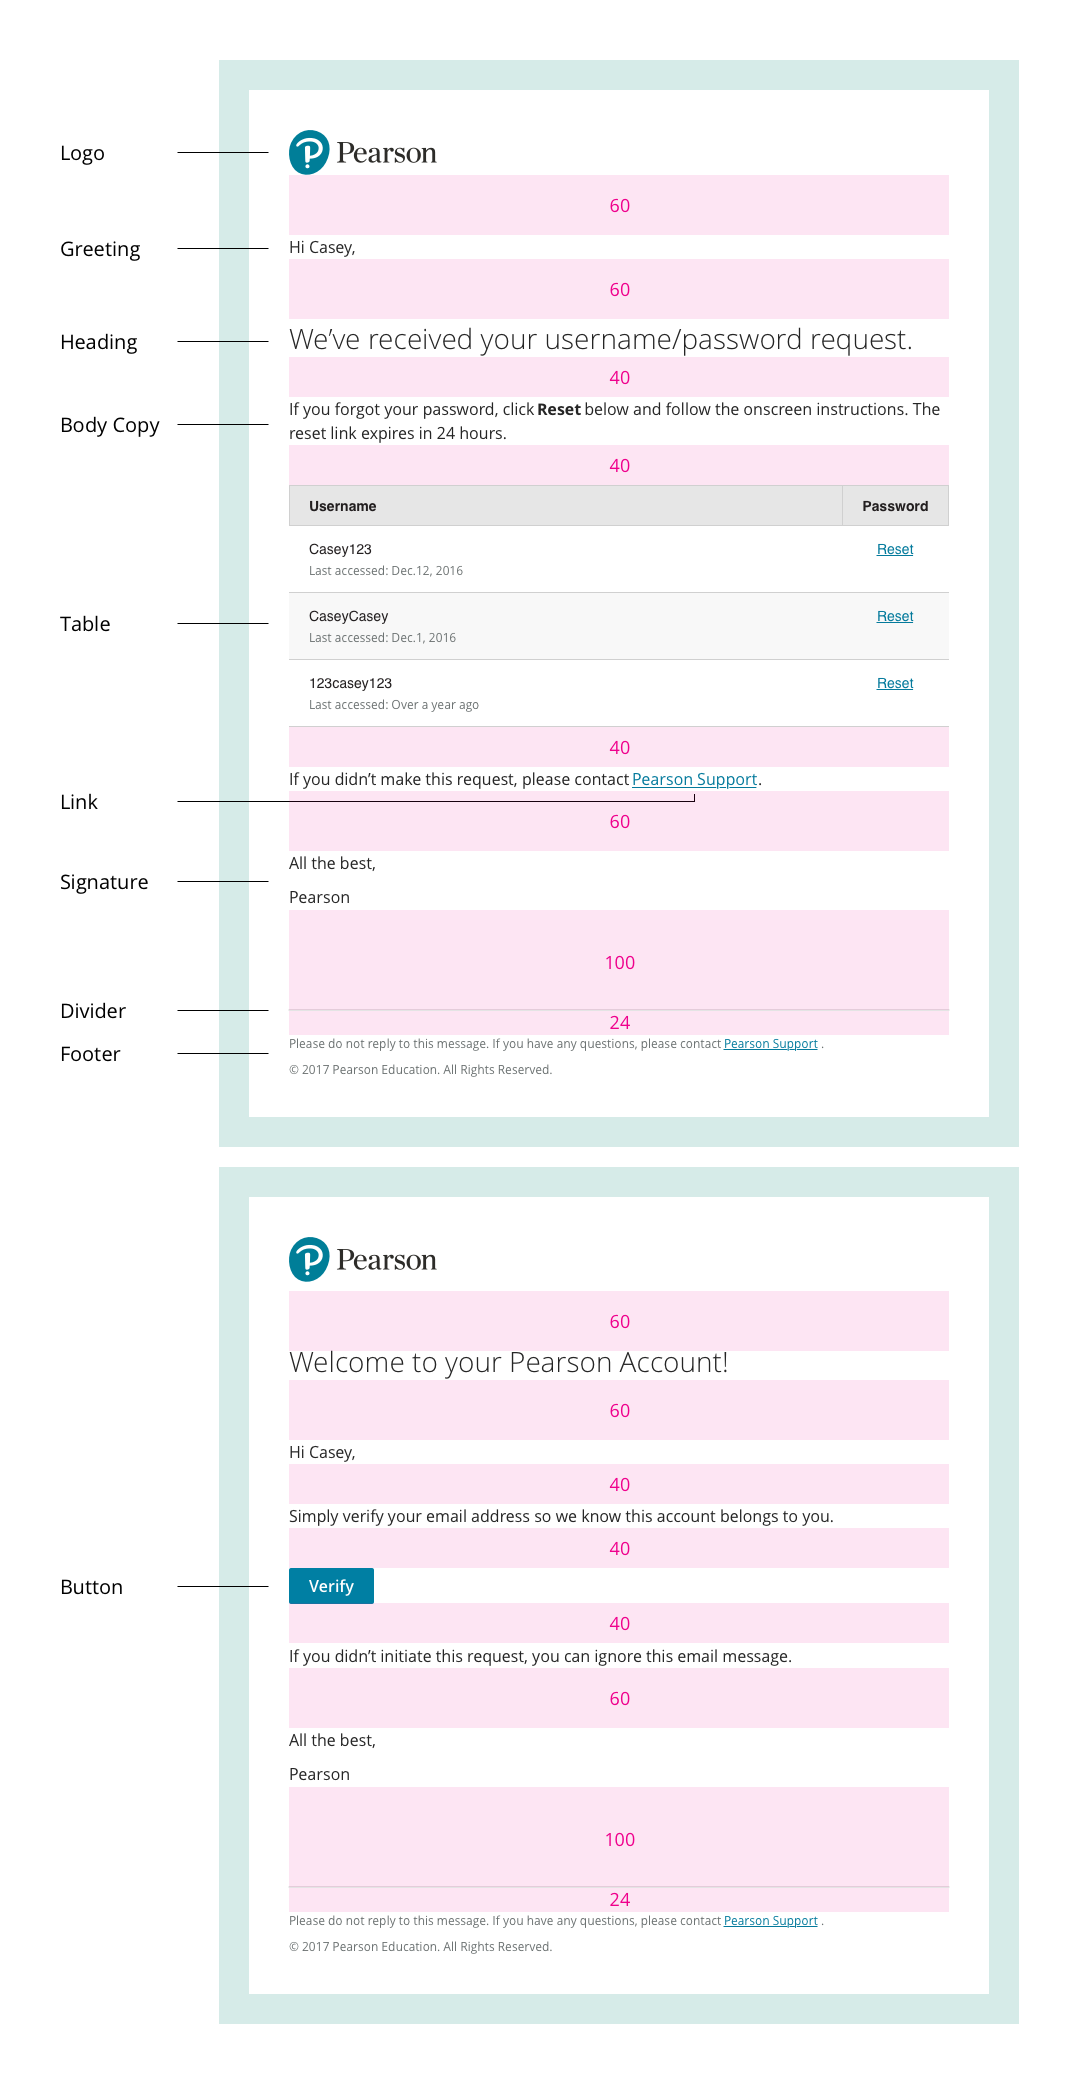 Logo
Pearson
60
Greeting
Hi Casey,
60
Heading
We've received your username/password request.
40
Body Copy
If you forgot your password, click Reset below and follow the onscreen instructions. The
reset link expires in 24 hours.
40
Username Password
Casey123 Reset
Last accessed: Dec.12, 2016
Table
CaseyCasey Reset
Last accessed: Dec.1, 2016
123casey123 Reset
Last accessed: Over a year ago
40
If you didn't make this request, please contact Pearson Support.
Link
60
All the best,
Signature
Pearson
100
Divider
24
Footer
Please do not reply to this message. If you have any questions, please contact Pearson Support .
© 2017 Pearson Education. All Rights Reserved.
Pearson
60
Welcome to your Pearson Account!
60
Hi Casey,
40
Simply verify your email address so we know this account belongs to you.
40
Button
Verify
40
If you didn't initiate this request, you can ignore this email message.
60
All the best,
Pearson
100
24
Please do not reply to this message. If you have any questions, please contact Pearson Support .
© 2017 Pearson Education. All Rights Reserved.